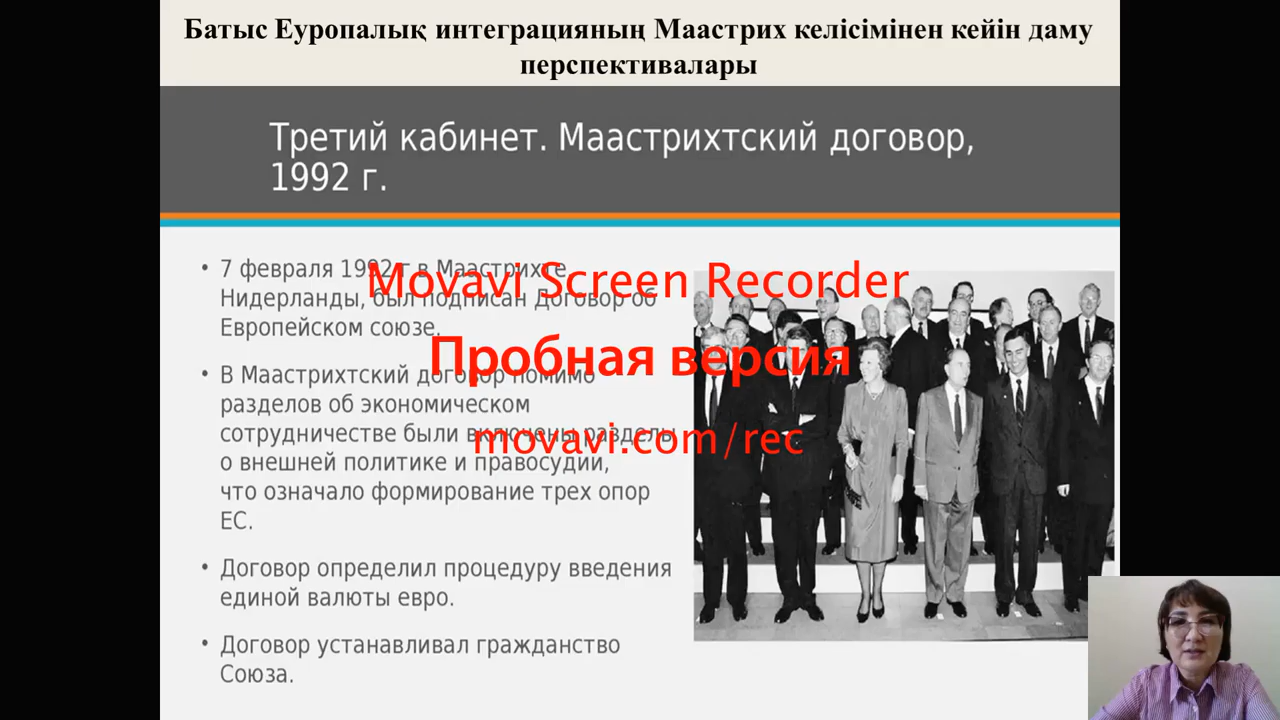 Батыс Еуропалық интеграцияның Маастрих келісімінен кейін даму
перспективалары
Третий кабинет. Маастрихтский договор,
1992 г.
• 7 февраля 1992 г в Маастрихте,
Нидерланды, был подписан Договор об
Европейском союзе.
• В Маастрихтский договор помимо
разделов об экономическом
сотрудничестве были включены разделы
о внешней политике и правосудии,
что означало формирование трех опор
ЕС.
• Договор определил процедуру введения
единой валюты евро.
• Договор устанавливал гражданство
Союза.
Movavi Screen Recorder
Пробная версия
movavi.com/rec